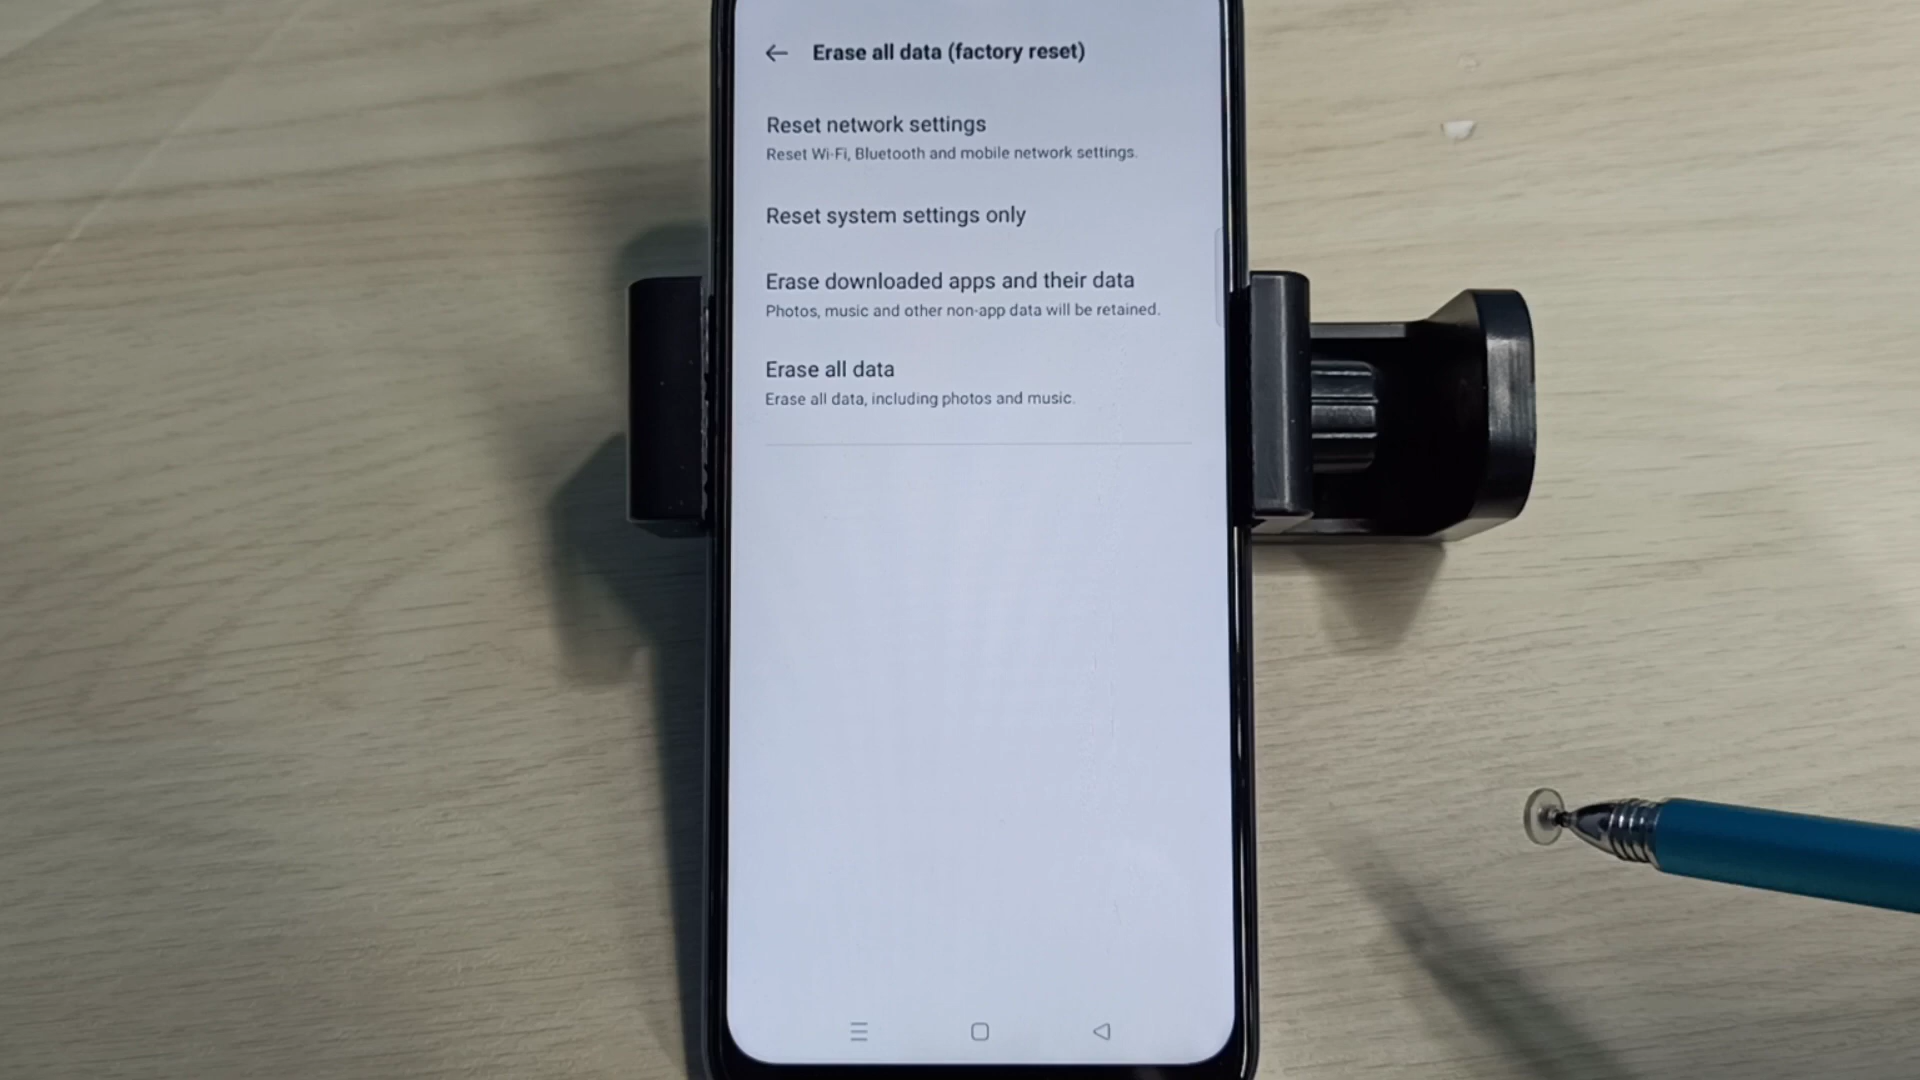 Erase all data (factory reset)
Reset network settings
Reset Wi-Fi, Bluetooth and mobile network settings.
Reset system settings only
Erase downloaded apps and their data
Photos, music and other non-app data will be retained.
Erase all data
Erase all data, including photos and music.